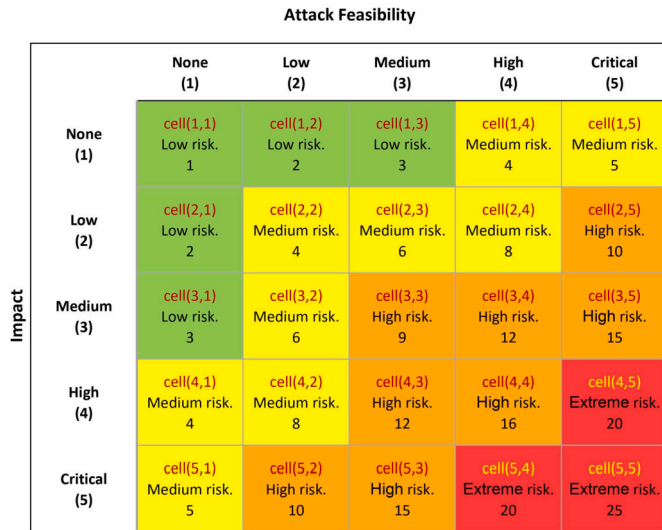 Attack Feasibility
None Low Medium High Critical
(1) (2) (3) (4) (5)
Impact
None
(1)
cell(1,1) cell(1,2) cell(1,3) cell(1,4) cell(1,5)
Low risk. Low risk. Low risk. Medium risk. Medium risk.
1 2 3 4 5
Low
(2)
cell(2,1) cell(2,2) cell(2,3) cell(2,4) cell(2,5)
Low risk. Medium risk. Medium risk. Medium risk. High risk.
2 4 6 8 10
Medium
(3)
cell(3,1) cell(3,2) cell(3,3) cell(3,4) cell(3,5)
Low risk. Medium risk. High risk. High risk. High risk.
3 6 9 12 15
High
(4)
cell(4,1) cell(4,2) cell(4,3) cell(4,4) cell(4,5)
Medium risk. Medium risk. High risk. High risk. Extreme risk.
4 8 12 16 20
Critical
(5)
cell(5,1) cell(5,2) cell(5,3) cell(5,4) cell(5,5)
Medium risk. High risk. High risk. Extreme risk. Extreme risk.
5 10 15 20 25